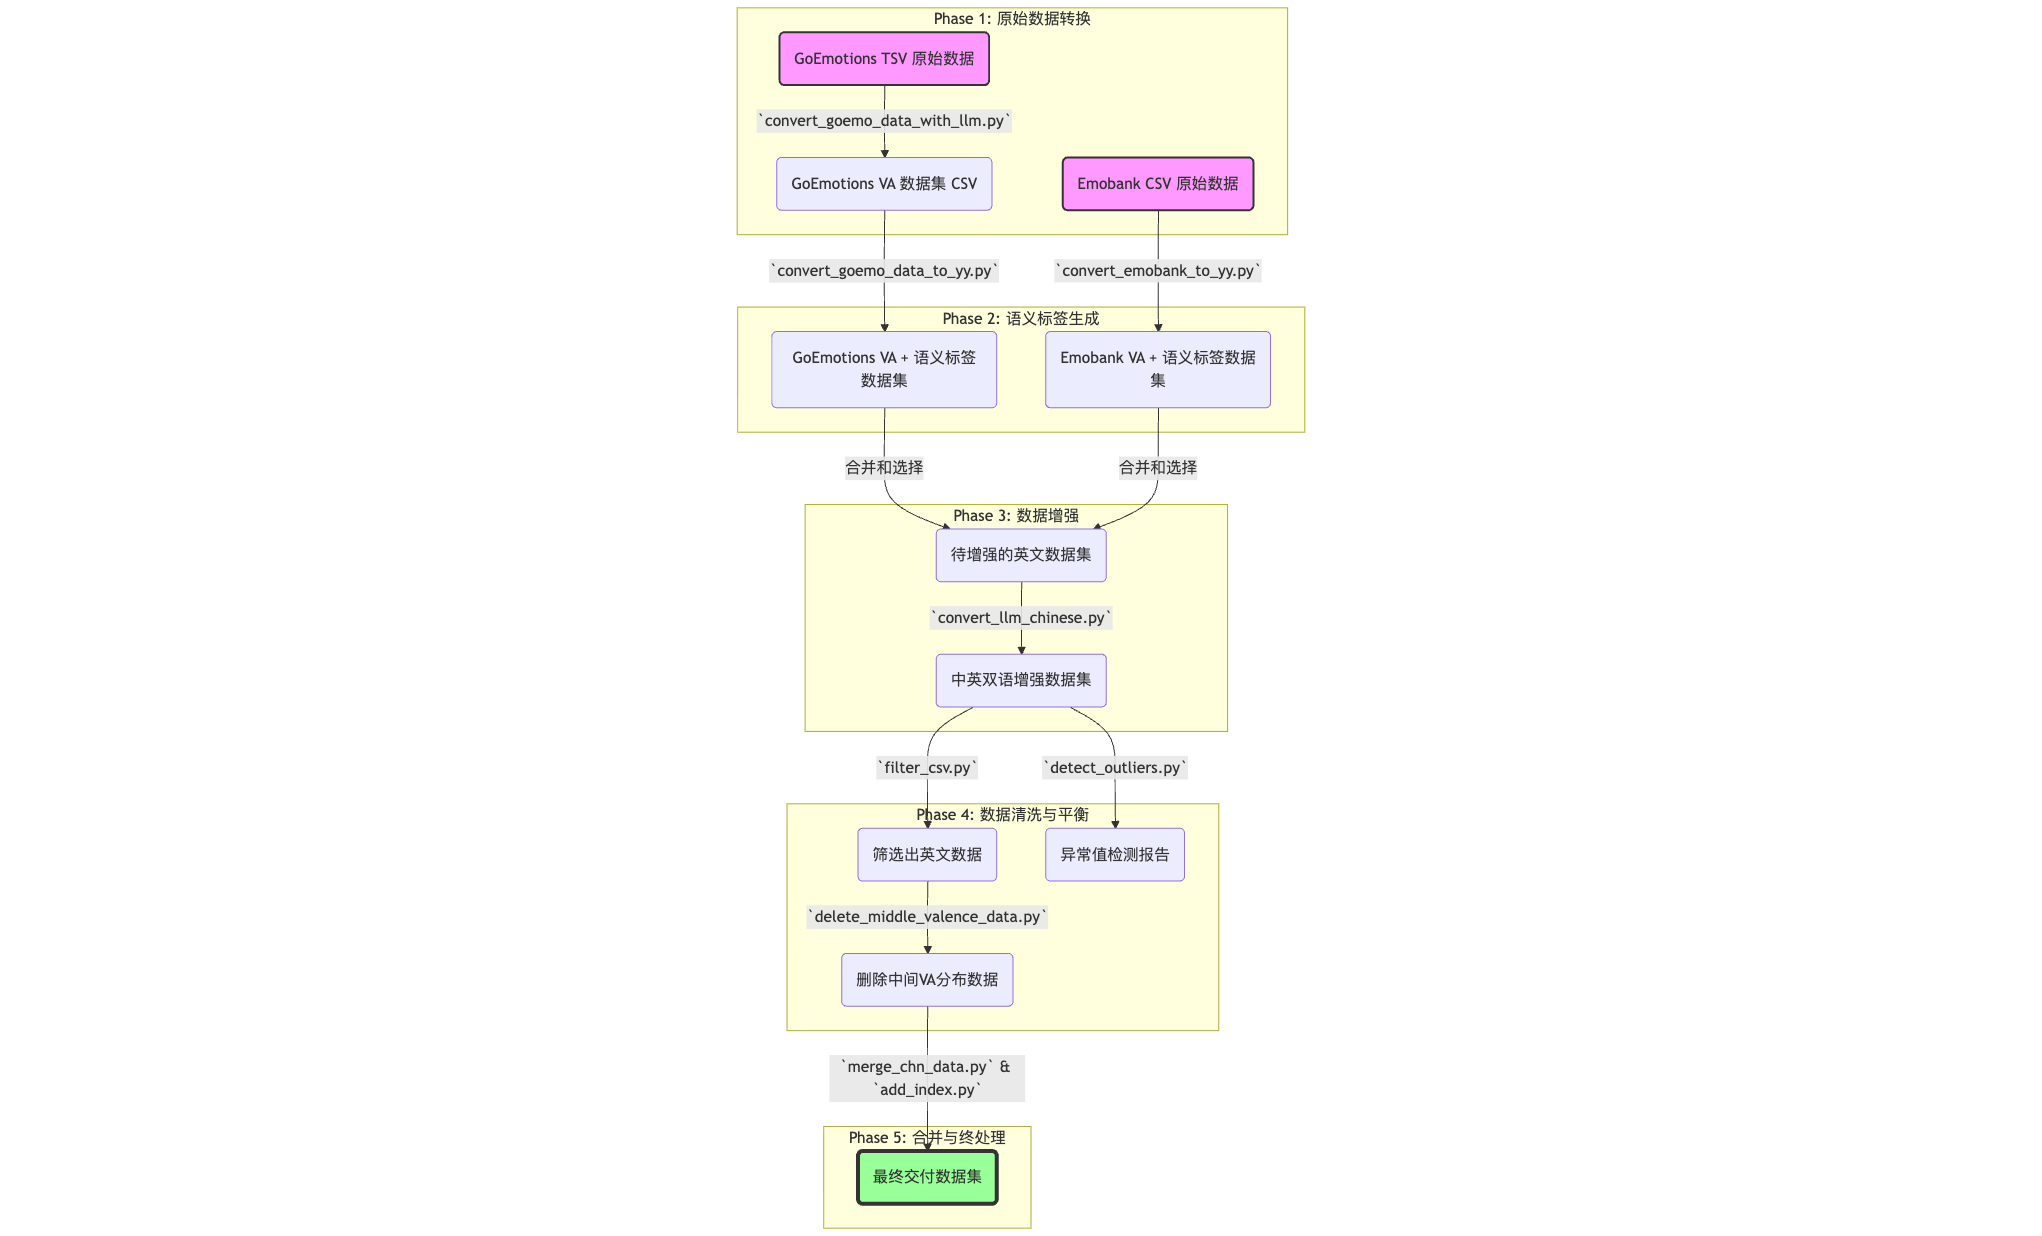 Phase 1: 原始数据转换
GoEmotions TSV 原始数据
`convert_goemo_data_with_llm.py`
GoEmotions VA 数据集 CSV
Emobank CSV 原始数据
`convert_goemo_data_to_yy.py`
`convert_emobank_to_yy.py`
Phase 2: 语义标签生成
GoEmotions VA + 语义标签
数据集
Emobank VA + 语义标签数据
集
合并和选择
合并和选择
Phase 3: 数据增强
待增强的英文数据集
`convert_llm_chinese.py`
中英双语增强数据集
`filter_csv.py`
`detect_outliers.py`
Phase 4: 数据清洗与平衡
筛选出英文数据
异常值检测报告
`delete_middle_valence_data.py`
删除中间VA分布数据
`merge_chn_data.py` &
`add_index.py`
Phase 5: 合并与终处理
最终交付数据集